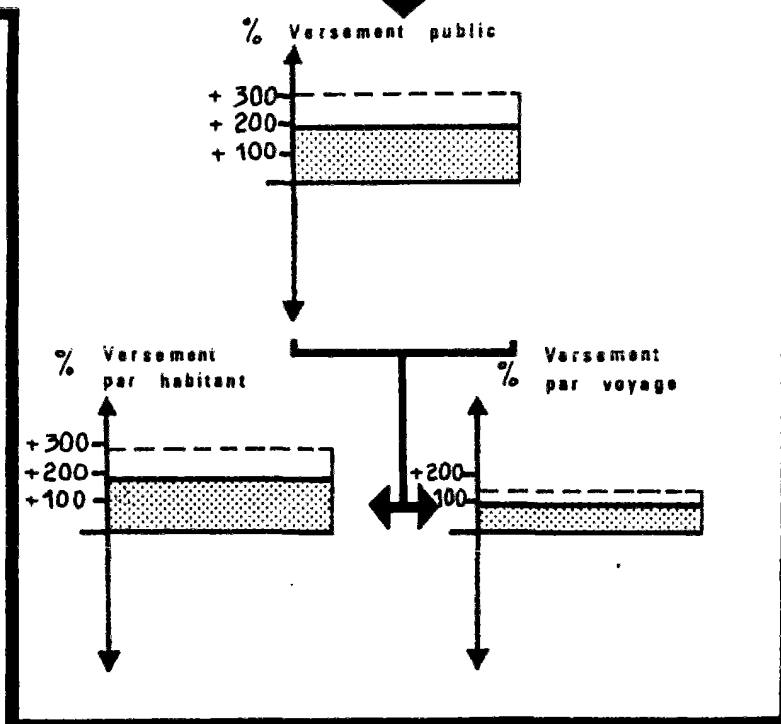 % Versement public
+ 300
+ 200
+ 100
% Versement
par habitant
+300
+200
+100
% Versement
par voyage
+200
100